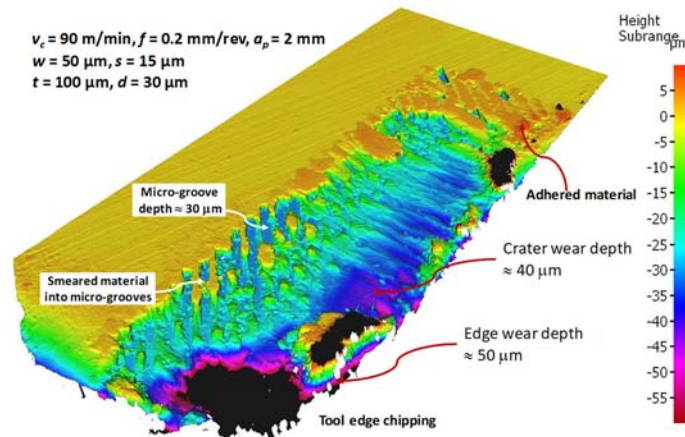 v_c = 90 m/min, f = 0.2 mm/rev, a_p = 2 mm
w = 50 µm, s = 15 µm
t = 100 µm, d = 30 µm
Height
Subrange
µm
5
0
-5
-10
-15
-20
-25
-30
-35
-40
-45
-50
-55
Micro-groove
depth ≈ 30 µm
Smeared material
into micro-grooves
Adhered material
Crater wear depth
≈ 40 µm
Edge wear depth
≈ 50 µm
Tool edge chipping